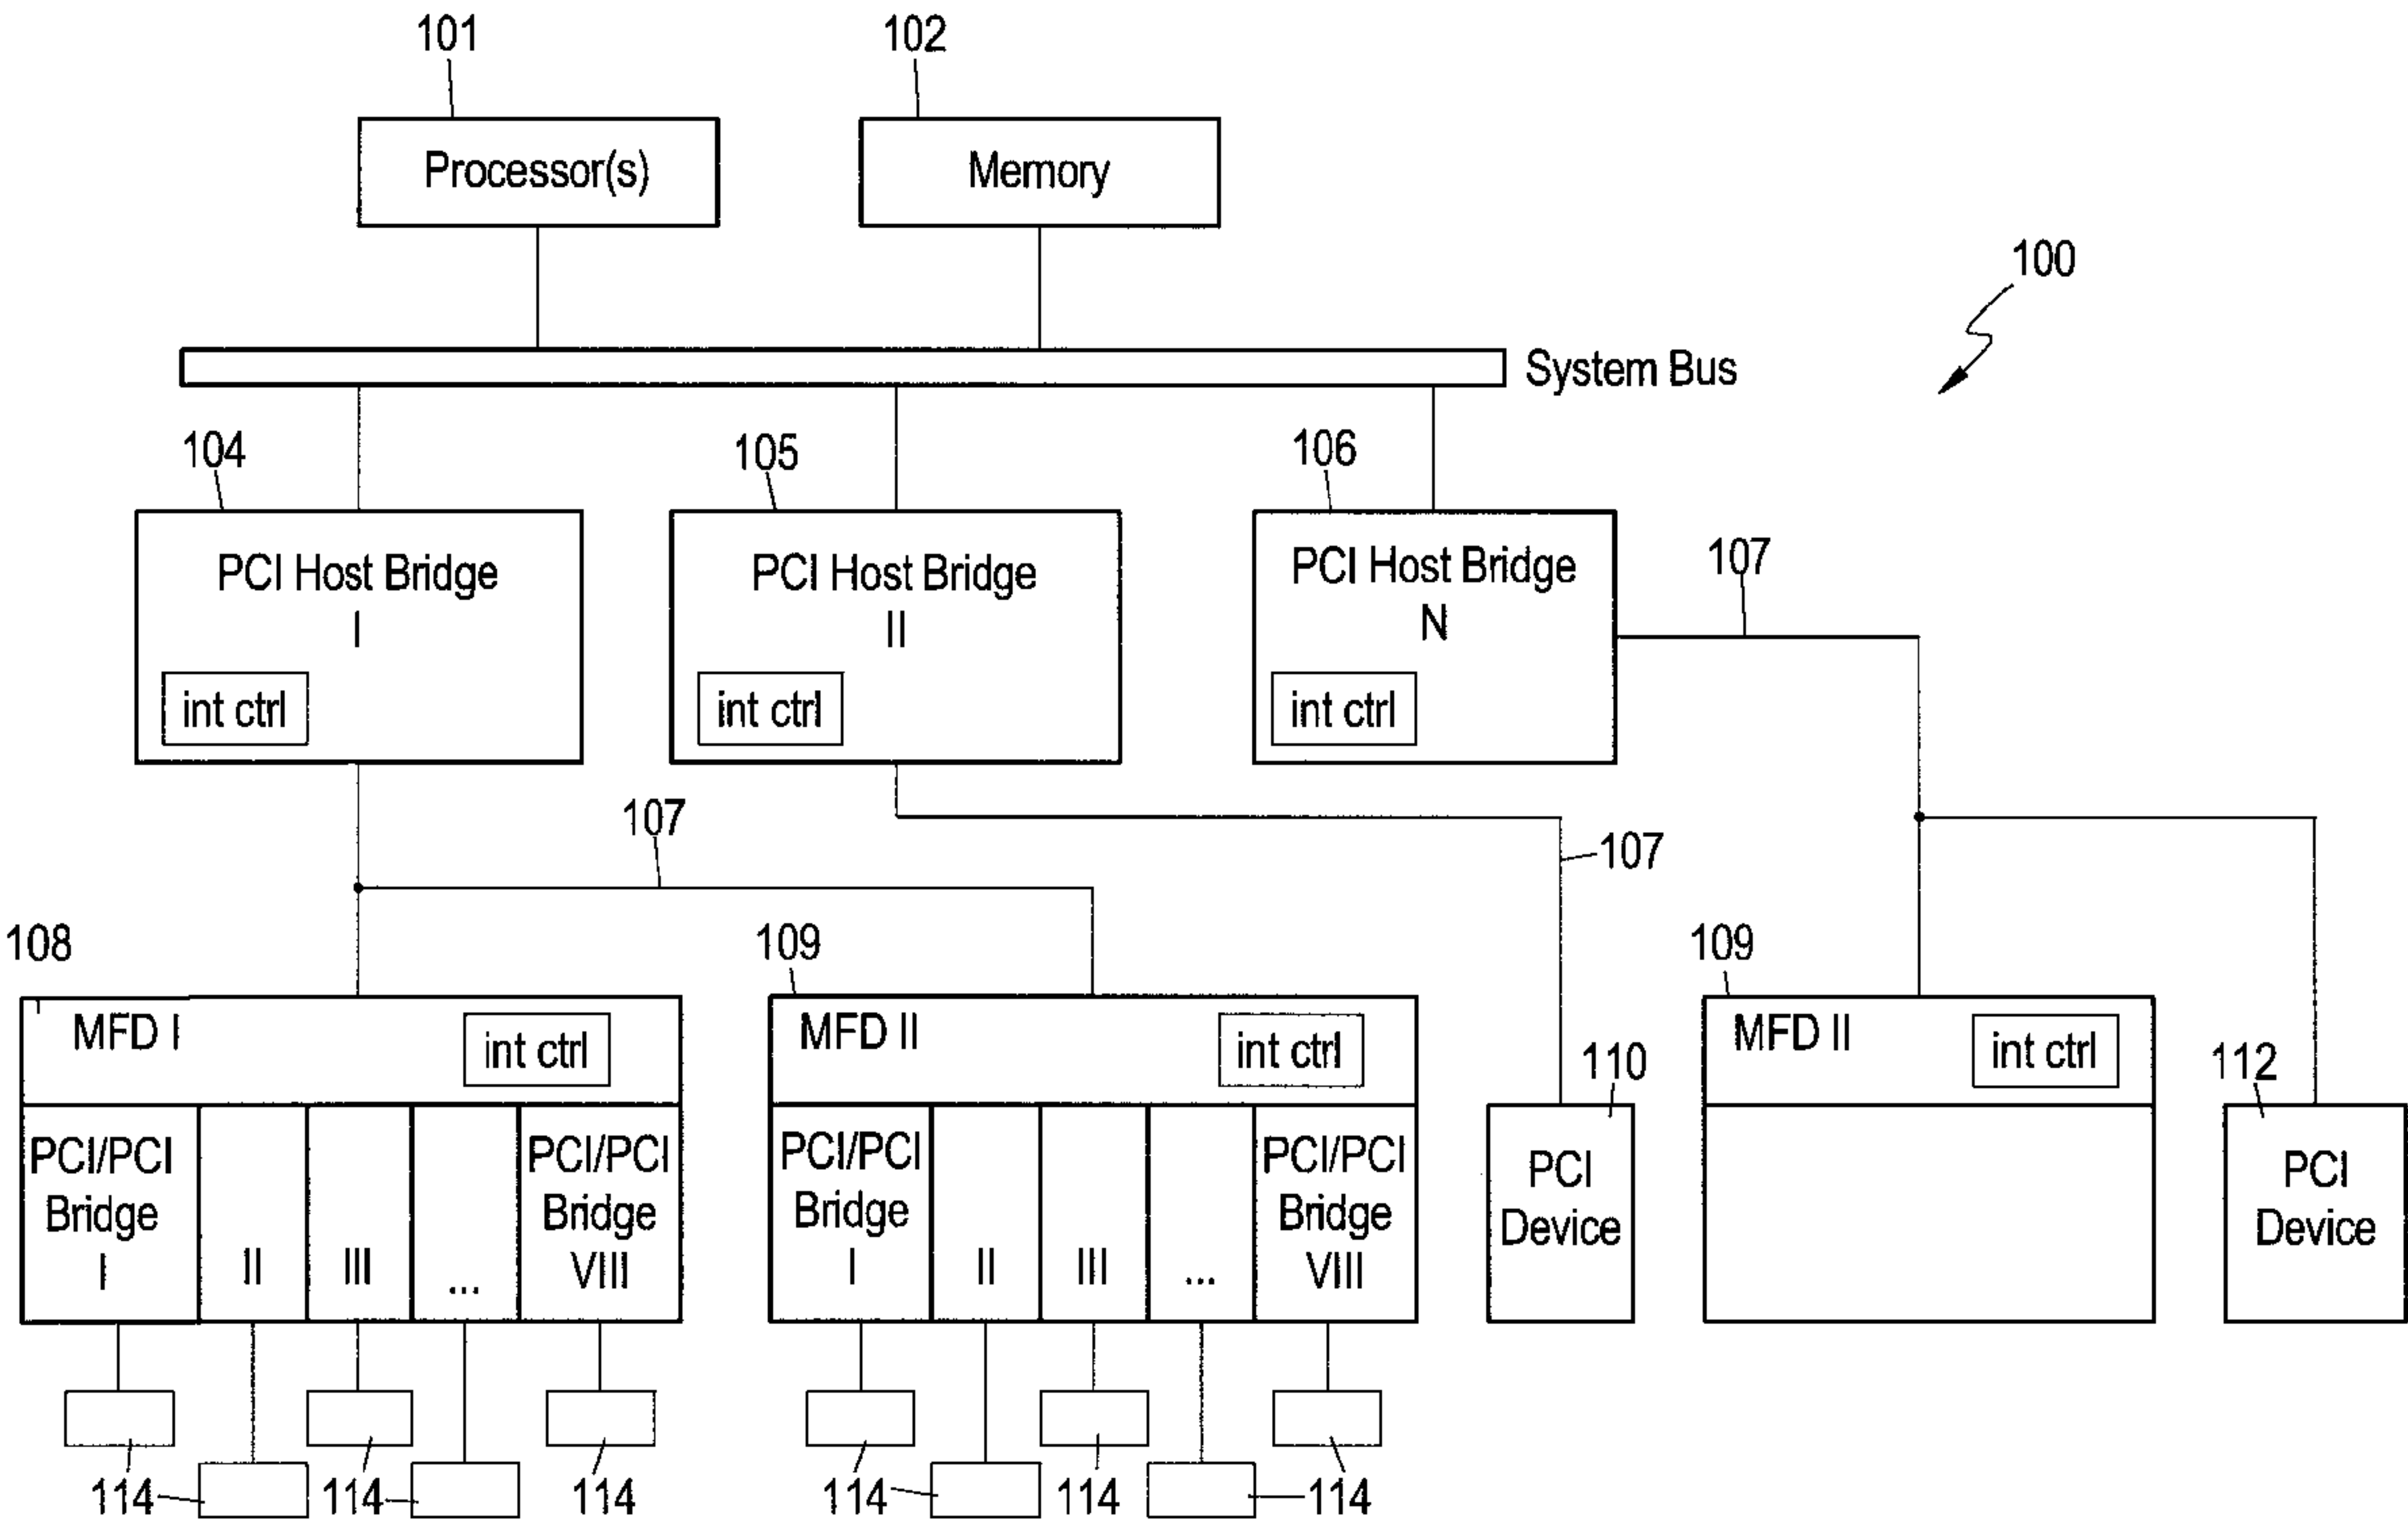 101
102
Processor(s)
Memory
100
System Bus
104
105
106
PCI Host Bridge
I
int ctrl
PCI Host Bridge
II
int ctrl
PCI Host Bridge
N
int ctrl
107
107
107
108
109
109
MFD I
int ctrl
MFD II
int ctrl
MFD II
int ctrl
110
112
PCI/PCI
Bridge
I
II
III
...
PCI/PCI
Bridge
VIII
PCI/PCI
Bridge
I
II
III
...
PCI/PCI
Bridge
VIII
PCI
Device
PCI
Device
114
114
114
114
114
114